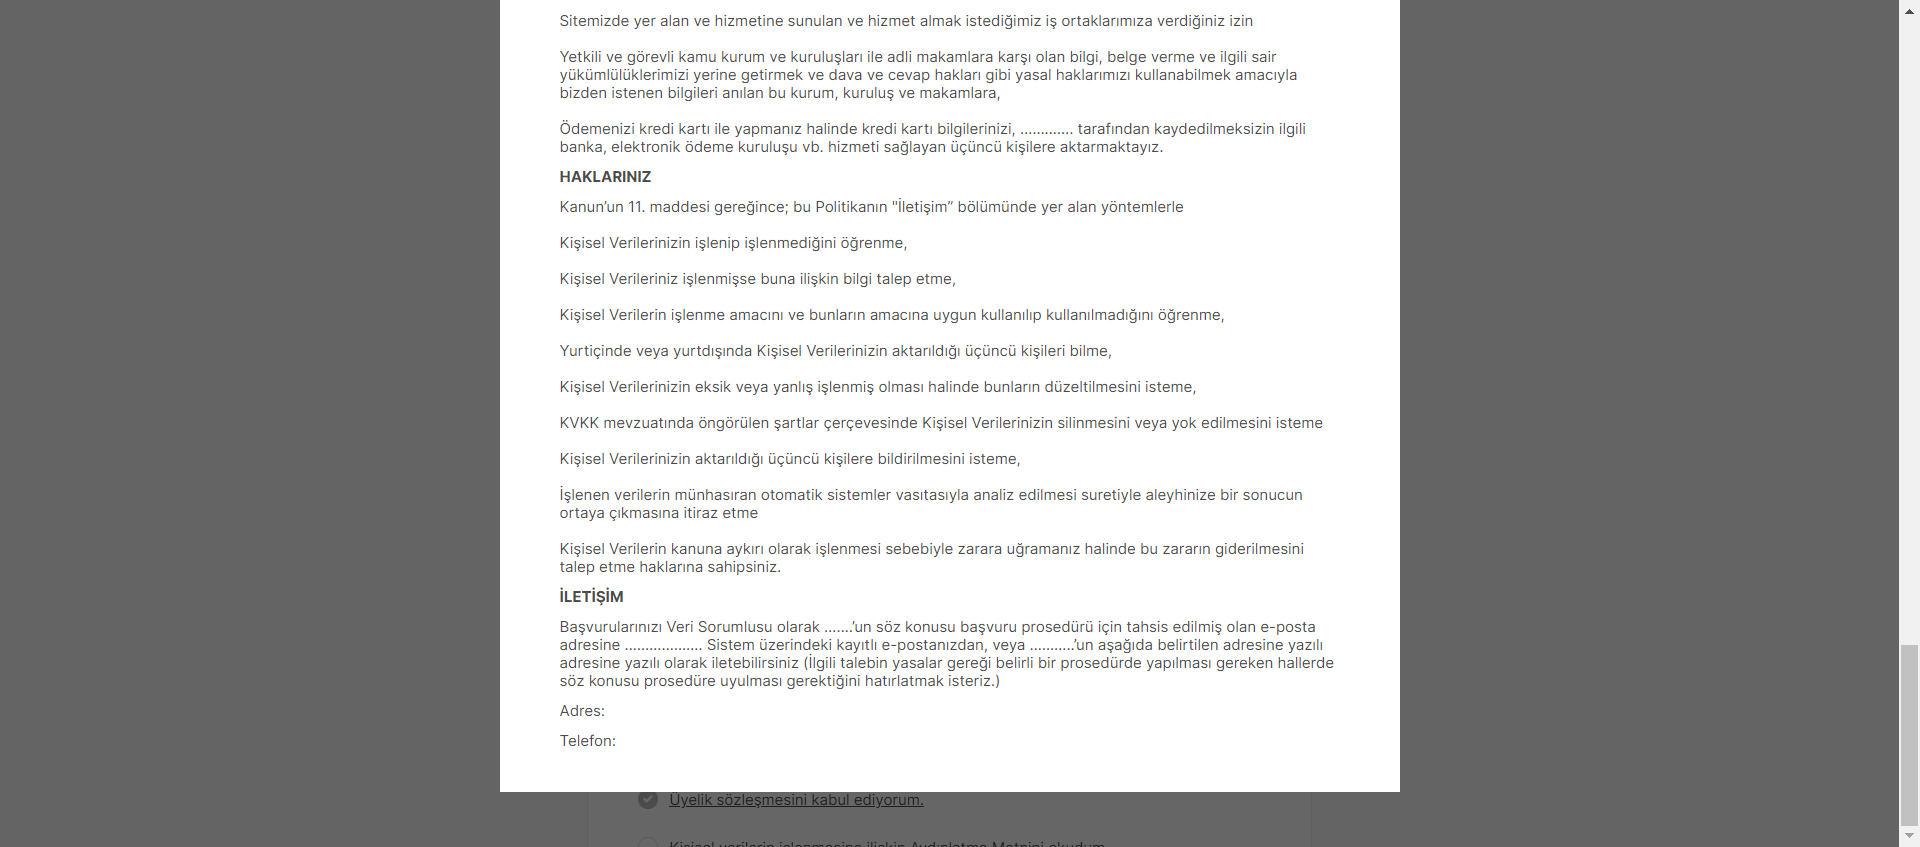 Sitemizde yer alan ve hizmetine sunulan ve hizmet almak istediğimiz iş ortaklarımıza verdiğiniz izin
Yetkili ve görevli kamu kurum ve kuruluşları ile adli makamlara karşı olan bilgi, belge verme ve ilgili sair
yükümlülüklerimizi yerine getirmek ve dava ve cevap hakları gibi yasal haklarımızı kullanabilmek amacıyla
bizden istenen bilgileri anılan bu kurum, kuruluş ve makamlara,
Ödemenizi kredi kartı ile yapmanız halinde kredi kartı bilgilerinizi, ............. tarafından kaydedilmeksizin ilgili
banka, elektronik ödeme kuruluşu vb. hizmeti sağlayan üçüncü kişilere aktarmaktayız.
HAKLARINIZ
Kanun’un 11. maddesi gereğince; bu Politikanın "İletişim” bölümünde yer alan yöntemlerle
Kişisel Verilerinizin işlenip işlenmediğini öğrenme,
Kişisel Verileriniz işlenmişse buna ilişkin bilgi talep etme,
Kişisel Verilerin işlenme amacını ve bunların amacına uygun kullanılıp kullanılmadığını öğrenme,
Yurtiçinde veya yurtdışında Kişisel Verilerinizin aktarıldığı üçüncü kişileri bilme,
Kişisel Verilerinizin eksik veya yanlış işlenmiş olması halinde bunların düzeltilmesini isteme,
KVKK mevzuatında öngörülen şartlar çerçevesinde Kişisel Verilerinizin silinmesini veya yok edilmesini isteme
Kişisel Verilerinizin aktarıldığı üçüncü kişilere bildirilmesini isteme,
İşlenen verilerin münhasıran otomatik sistemler vasıtasıyla analiz edilmesi suretiyle aleyhinize bir sonucun
ortaya çıkmasına itiraz etme
Kişisel Verilerin kanuna aykırı olarak işlenmesi sebebiyle zarara uğramanız halinde bu zararın giderilmesini
talep etme haklarına sahipsiniz.
İLETİŞİM
Başvurularınızı Veri Sorumlusu olarak .......’un söz konusu başvuru prosedürü için tahsis edilmiş olan e-posta
adresine ................... Sistem üzerindeki kayıtlı e-postanızdan, veya ...........’un aşağıda belirtilen adresine yazılı
adresine yazılı olarak iletebilirsiniz (İlgili talebin yasalar gereği belirli bir prosedürde yapılması gereken hallerde
söz konusu prosedüre uyulması gerektiğini hatırlatmak isteriz.)
Adres:
Telefon:
Üyelik sözleşmesini kabul ediyorum.
Kişisel verilerin işlenmesine ilişkin Aydınlatma Metnini okudum.